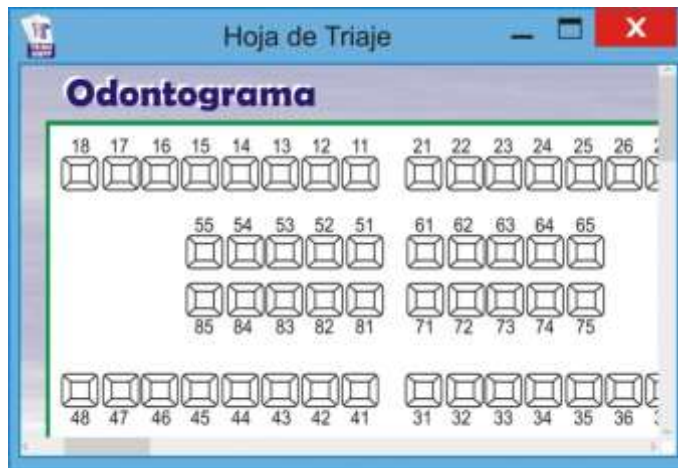 Hoja de Triaje
Odontograma
18 17 16 15 14 13 12 11 21 22 23 24 25 26
55 54 53 52 51 61 62 63 64 65
85 84 83 82 81 71 72 73 74 75
48 47 46 45 44 43 42 41 31 32 33 34 35 36